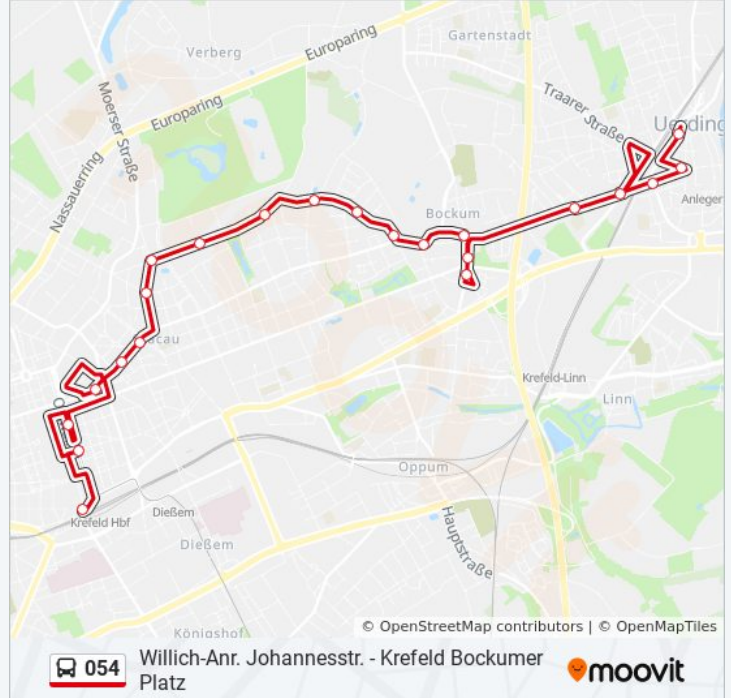 Verberg
Europaring
Gartenstadt
Moerser Straße
Europaring
Traarer Straße
Nassauerring
Bockum
Anleger
Krefeld-Linn
Linn
Oppum
Krefeld Hbf
Dießem
Dießem
Hauptstraße
Königshof
© OpenStreetMap contributors | © OpenMapTiles
054
Willich-Anr. Johannesstr. - Krefeld Bockumer
Platz
moovit